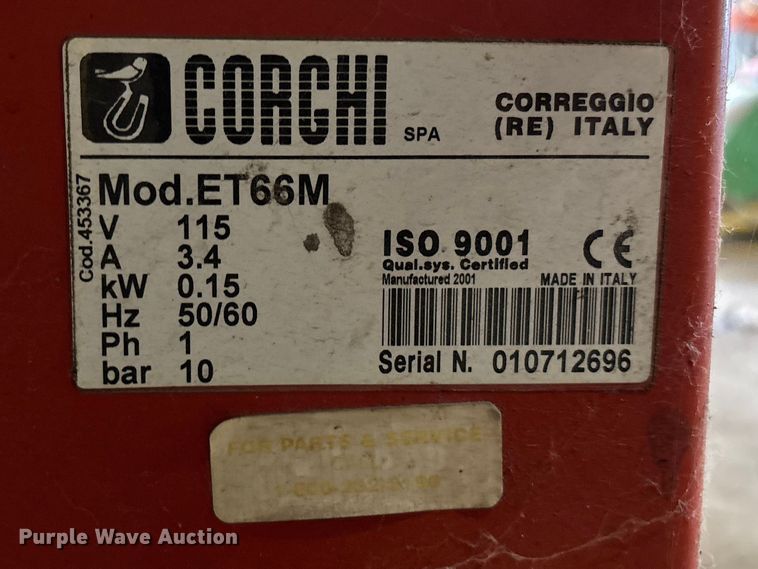 CORGHI SPA
CORREGGIO
(RE) ITALY
Cod.453367
Mod.ET66M
V 115
A 3.4
kW 0.15
Hz 50/60
Ph 1
bar 10
ISO 9001
Qual.sys. Certified
CE
Manufactured 2001 MADE IN ITALY
Serial N. 010712696
FOR PARTS & SERVICE
Purple Wave Auction